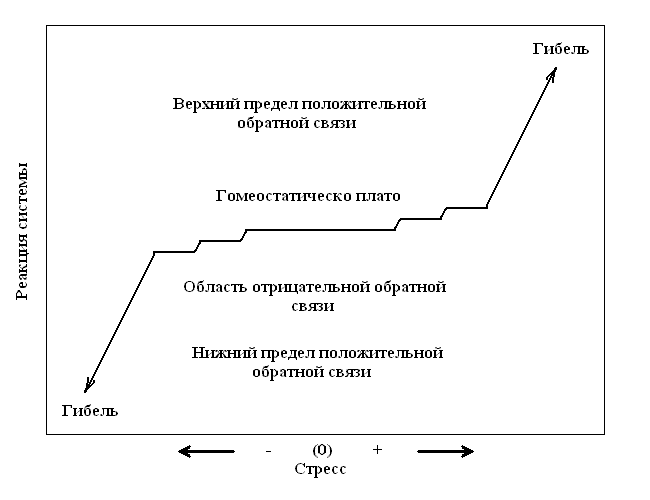 Гибель
Верхний предел положительной
обратной связи
Гомеостатическо плато
Реакция системы
Область отрицательной обратной
связи
Нижний предел положительной
обратной связи
Гибель
- (0) +
Стресс